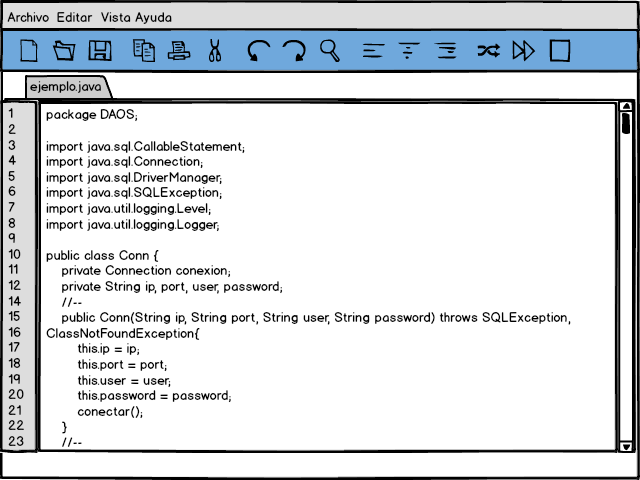 Archivo Editar Vista Ayuda
ejemplo.java
1 package DAOS;
2
3 import java.sql.CallableStatement;
4 import java.sql.Connection;
5 import java.sql.DriverManager;
6 import java.sql.SQLException;
7 import java.util.logging.Level;
8 import java.util.logging.Logger;
9
10 public class Conn {
11 private Connection conexion;
12 private String ip, port, user, password;
14 //--
15 public Conn(String ip, String port, String user, String password) throws SQLException,
16 ClassNotFoundException{
17 this.ip = ip;
18 this.port = port;
19 this.user = user;
20 this.password = password;
21 conectar();
22 }
23 //--